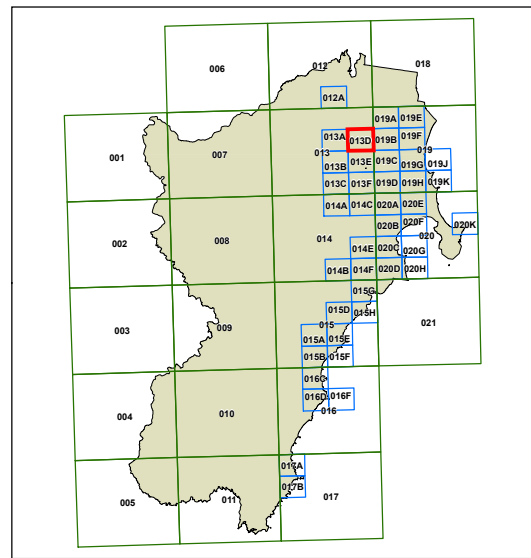 012
018
006
012A
019A 019E
013A 013D 019B 019F
001 007 013 019
013B 013E 019C 019G 019J
013C 013F 019D 019H 019K
014A 014C 020A 020E
020B 020F 020K
002 008 014 020
014E 020C 020G
014B 014F 020D 020H
015G
003 009 015D 015H 021
015
015A 015E
015B 015F
016C
004 010 016D 016F
016
017A
017B
005 011 017